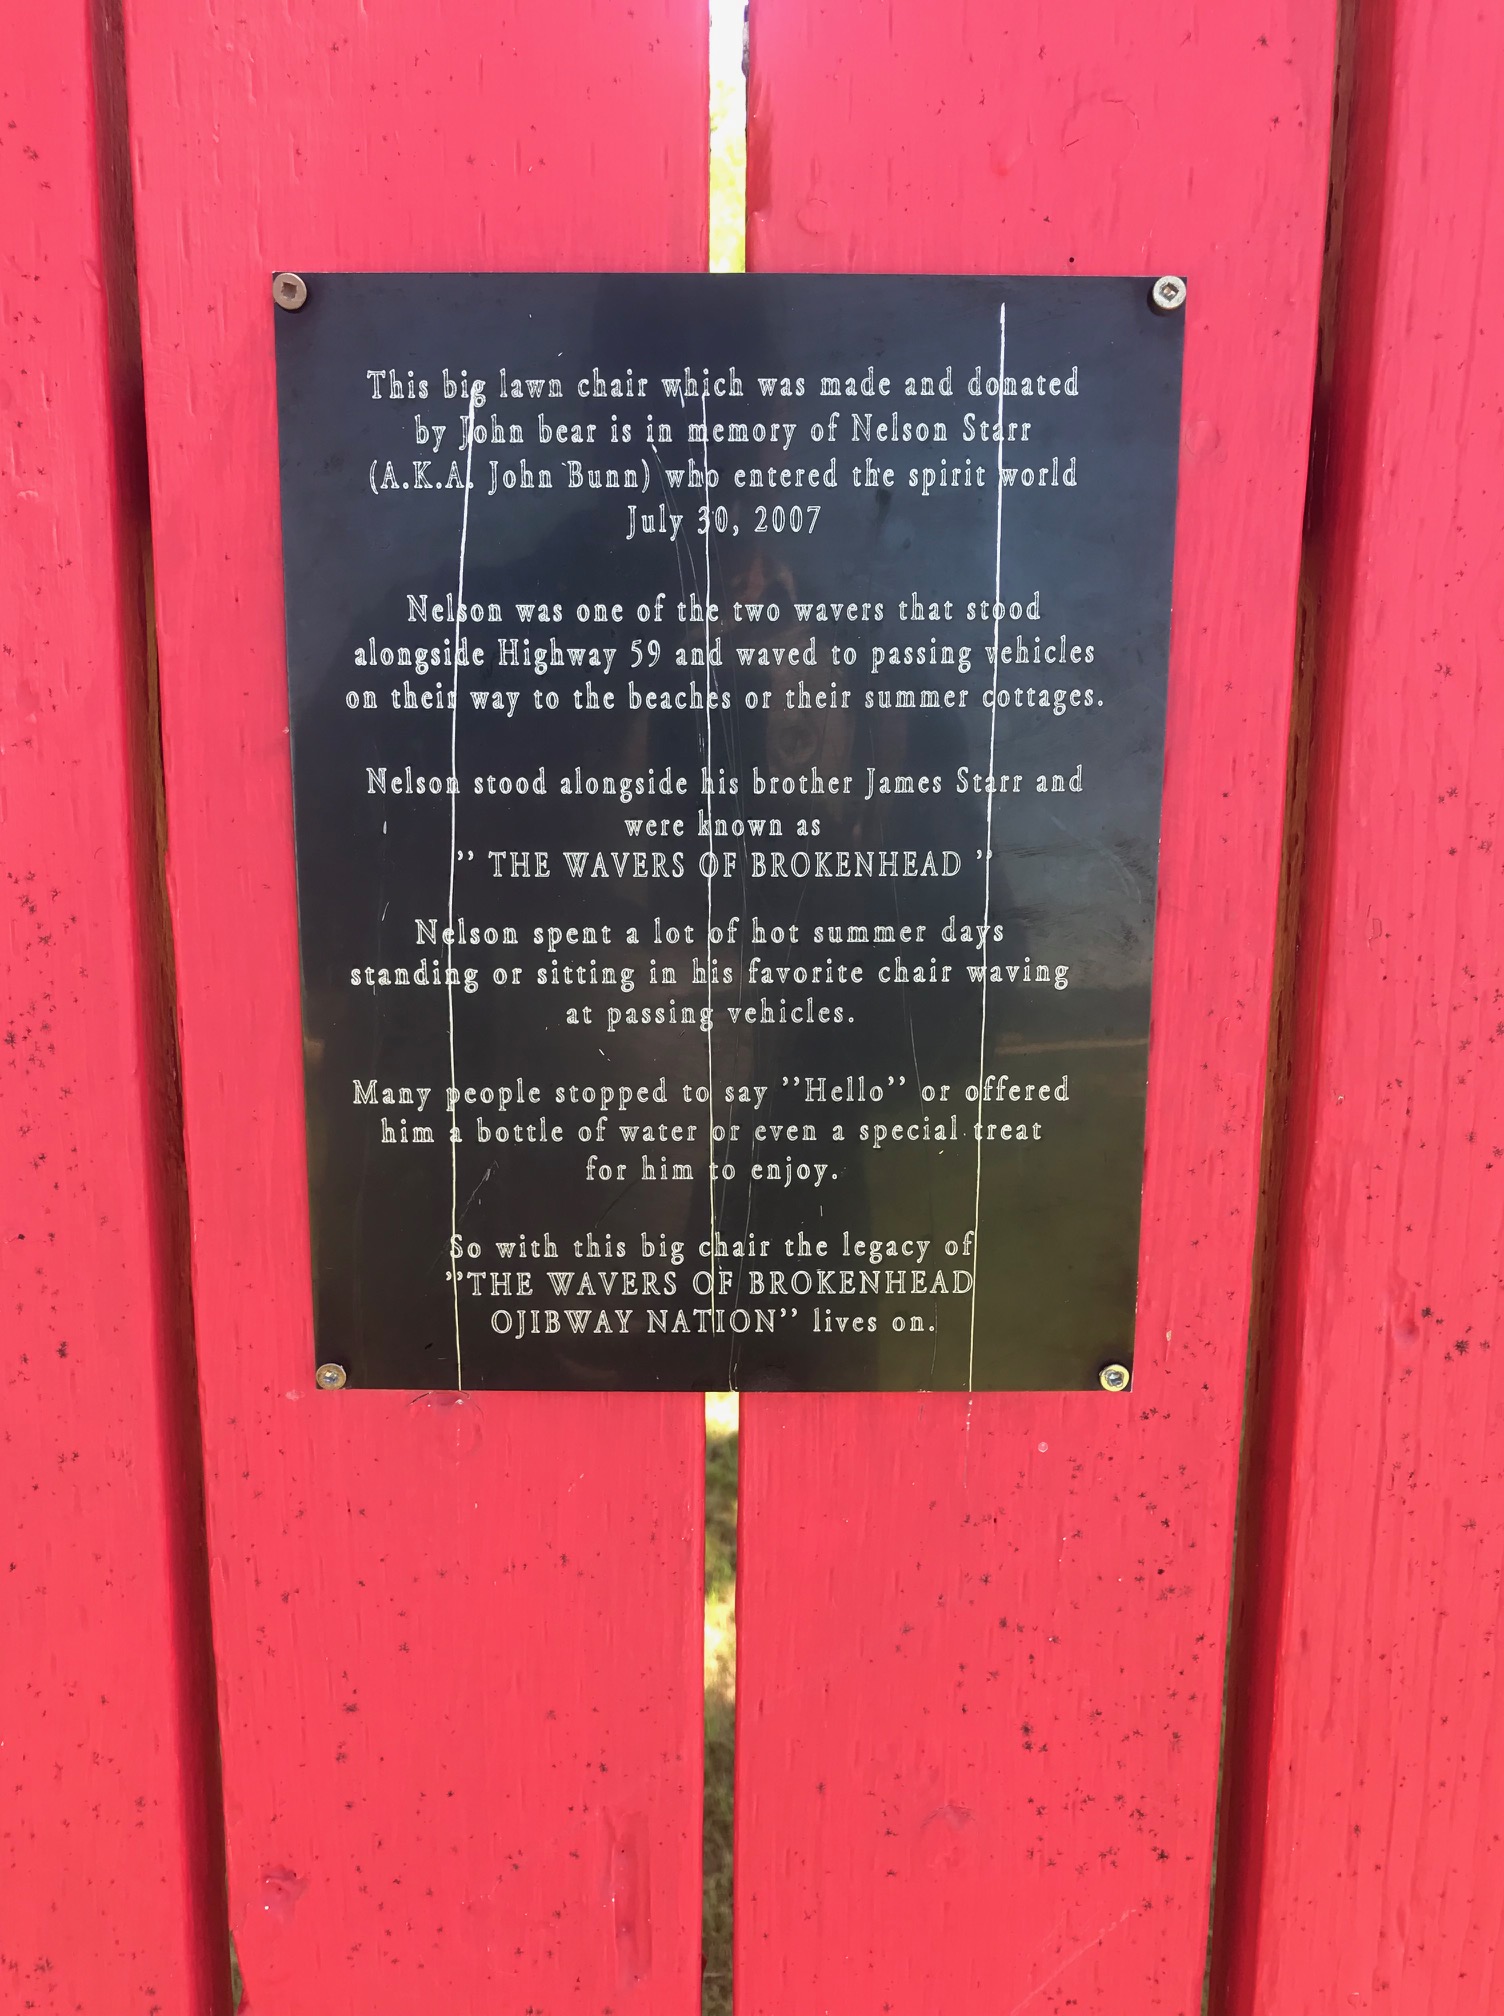 This big lawn chair which was made and donated
by John bear is in memory of Nelson Starr
(A.K.A. John Bunn) who entered the spirit world
July 30, 2007
Nelson was one of the two wavers that stood
alongside Highway 59 and waved to passing vehicles
on their way to the beaches or their summer cottages.
Nelson stood alongside his brother James Starr and
were known as
" THE WAVERS OF BROKENHEAD "
Nelson spent a lot of hot summer days
standing or sitting in his favorite chair waving
at passing vehicles.
Many people stopped to say "Hello" or offered
him a bottle of water or even a special treat
for him to enjoy.
So with this big chair the legacy of
"THE WAVERS OF BROKENHEAD
OJIBWAY NATION" lives on.